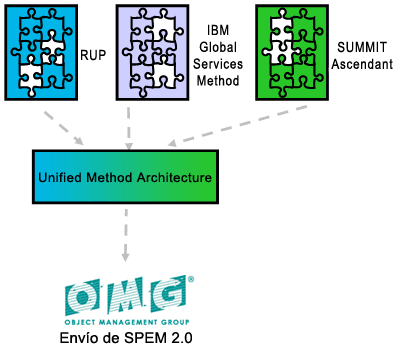 RUP
IBM
Global
Services
Method
SUMMIT
Ascendant
Unified Method Architecture
OMG®
OBJECT MANAGEMENT GROUP
Envío de SPEM 2.0